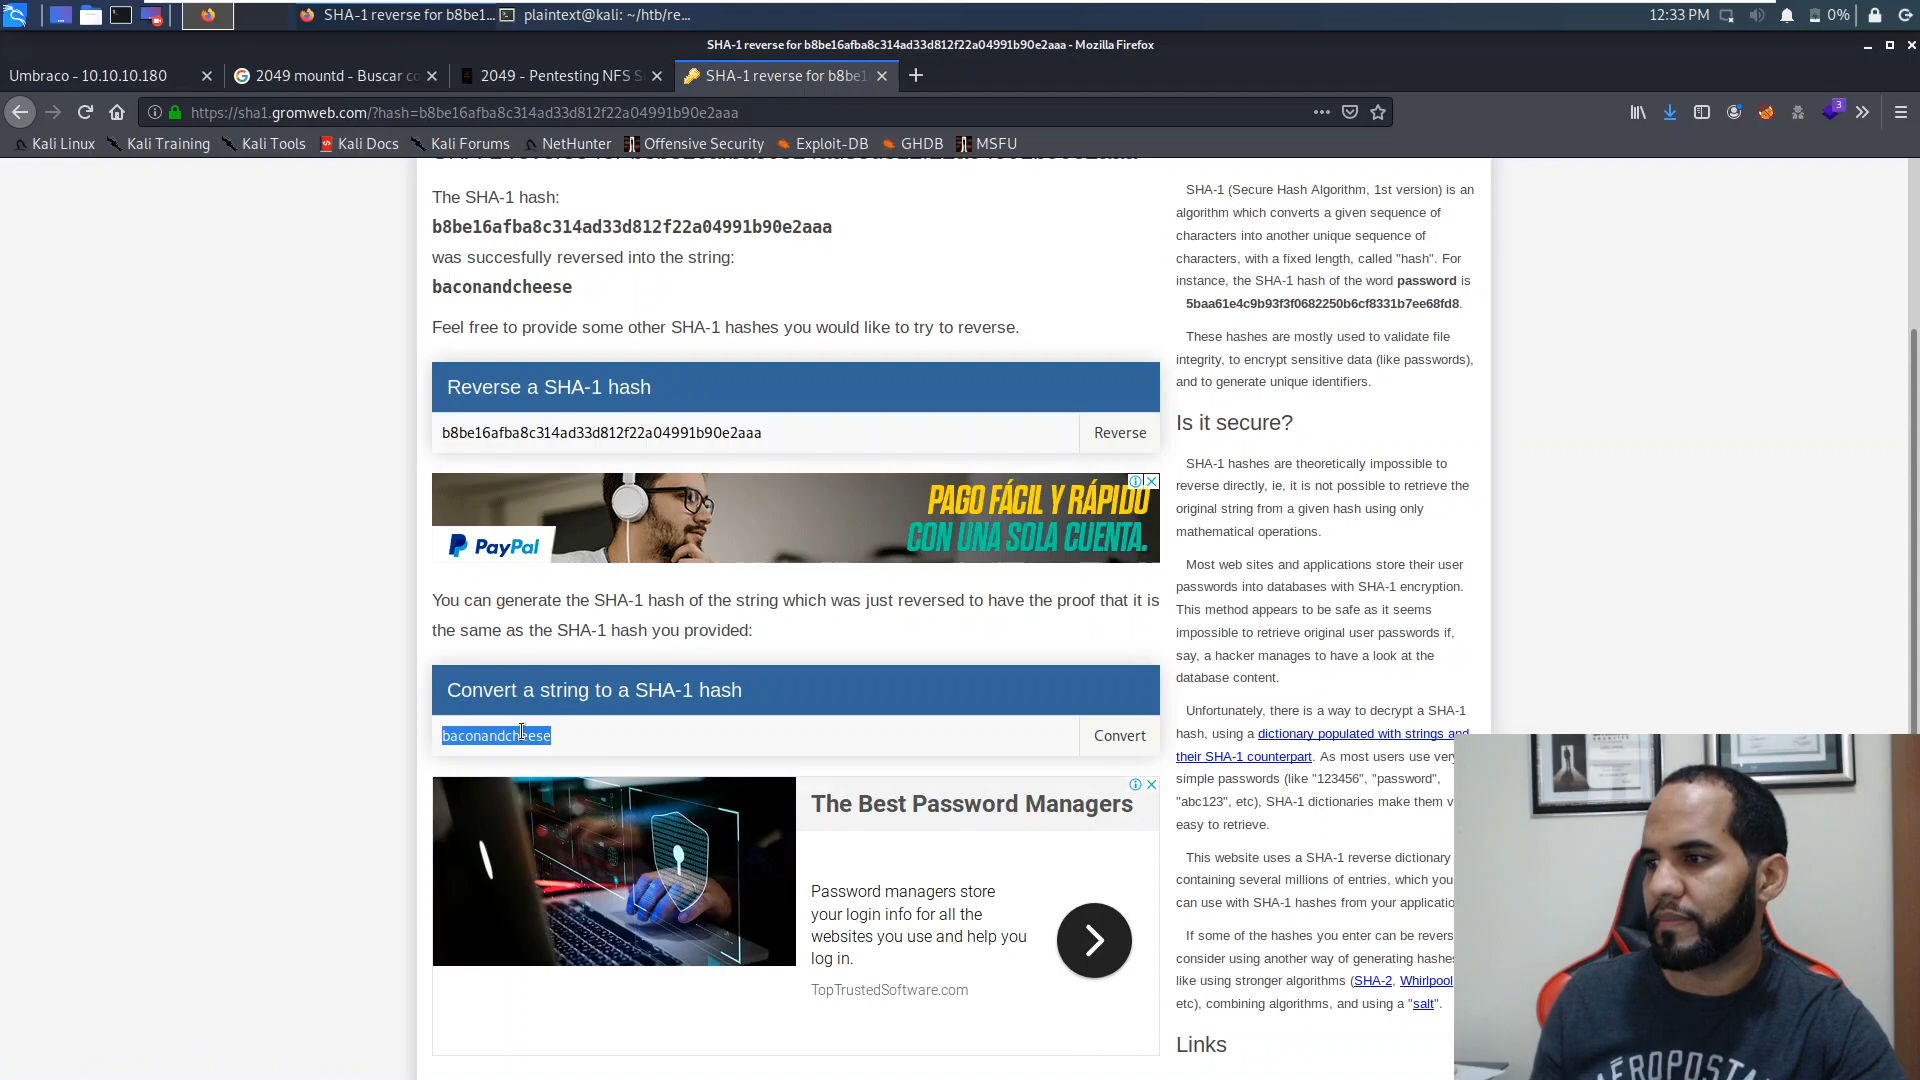 SHA-1 reverse for b8be1...
plaintext@kali: ~/htb/re...
12:33 PM
0%
SHA-1 reverse for b8be16afba8c314ad33d812f22a04991b90e2aaa - Mozilla Firefox
Umbraco - 10.10.10.180
2049 mountd - Buscar co
2049 - Pentesting NFS S
SHA-1 reverse for b8be1
https://sha1.gromweb.com/?hash=b8be16afba8c314ad33d812f22a04991b90e2aaa
3
Kali Linux
Kali Training
Kali Tools
Kali Docs
Kali Forums
NetHunter
Offensive Security
Exploit-DB
GHDB
MSFU
The SHA-1 hash:
b8be16afba8c314ad33d812f22a04991b90e2aaa
was succesfully reversed into the string:
baconandcheese
Feel free to provide some other SHA-1 hashes you would like to try to reverse.
Reverse a SHA-1 hash
b8be16afba8c314ad33d812f22a04991b90e2aaa
Reverse
PayPal
PAGO FÁCIL Y RÁPIDO
CON UNA SOLA CUENTA.
You can generate the SHA-1 hash of the string which was just reversed to have the proof that it is
the same as the SHA-1 hash you provided:
Convert a string to a SHA-1 hash
baconandcheese
Convert
The Best Password Managers
Password managers store
your login info for all the
websites you use and help you
log in.
TopTrustedSoftware.com
SHA-1 (Secure Hash Algorithm, 1st version) is an
algorithm which converts a given sequence of
characters into another unique sequence of
characters, with a fixed length, called "hash". For
instance, the SHA-1 hash of the word password is
5baa61e4c9b93f3f0682250b6cf8331b7ee68fd8.
These hashes are mostly used to validate file
integrity, to encrypt sensitive data (like passwords),
and to generate unique identifiers.
Is it secure?
SHA-1 hashes are theoretically impossible to
reverse directly, ie, it is not possible to retrieve the
original string from a given hash using only
mathematical operations.
Most web sites and applications store their user
passwords into databases with SHA-1 encryption.
This method appears to be safe as it seems
impossible to retrieve original user passwords if,
say, a hacker manages to have a look at the
database content.
Unfortunately, there is a way to decrypt a SHA-1
hash, using a dictionary populated with strings and
their SHA-1 counterpart. As most users use very
simple passwords (like "123456", "password",
"abc123", etc), SHA-1 dictionaries make them v
easy to retrieve.
This website uses a SHA-1 reverse dictionary
containing several millions of entries, which you
can use with SHA-1 hashes from your applicatio
If some of the hashes you enter can be revers
consider using another way of generating hashes
like using stronger algorithms (SHA-2, Whirlpool
etc), combining algorithms, and using a "salt".
Links
AÉROPOSTA